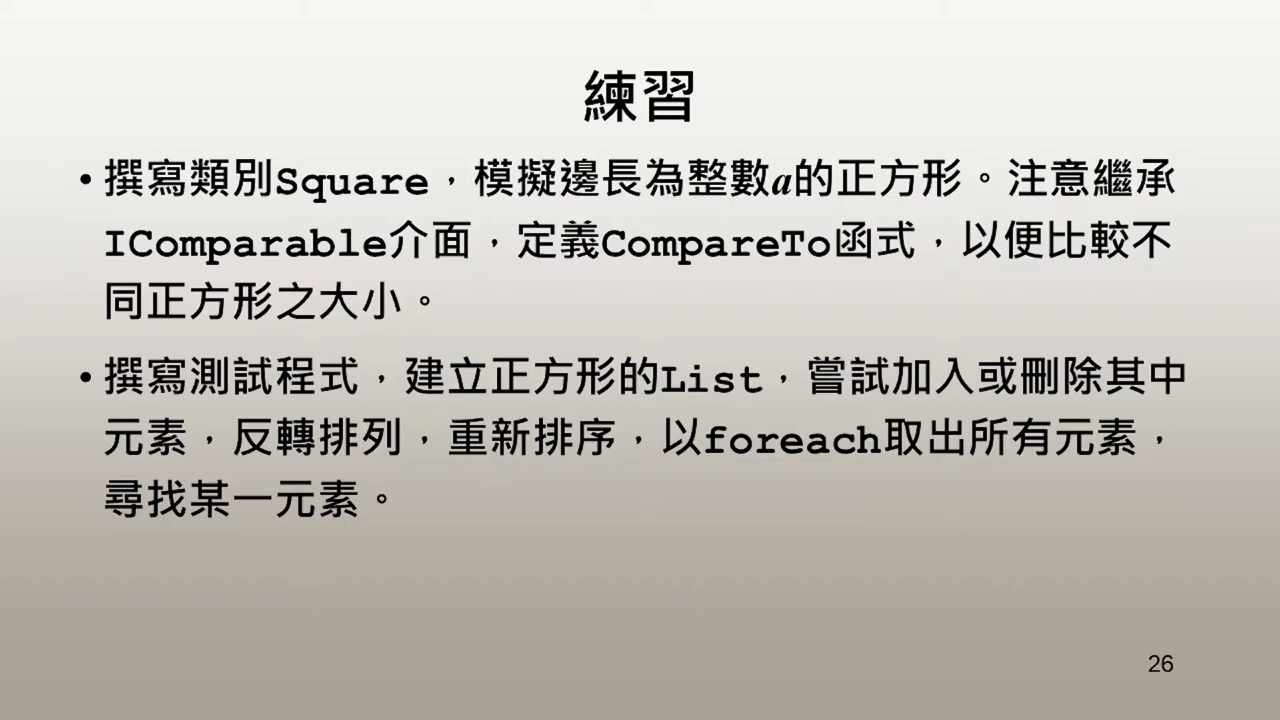 練習
•撰寫類別Square，模擬邊長為整數a的正方形。注意繼承
IComparable介面，定義CompareTo函式，以便比較不
同正方形之大小。
•撰寫測試程式，建立正方形的List，嘗試加入或刪除其中
元素，反轉排列，重新排序，以foreach取出所有元素，
尋找某一元素。
26